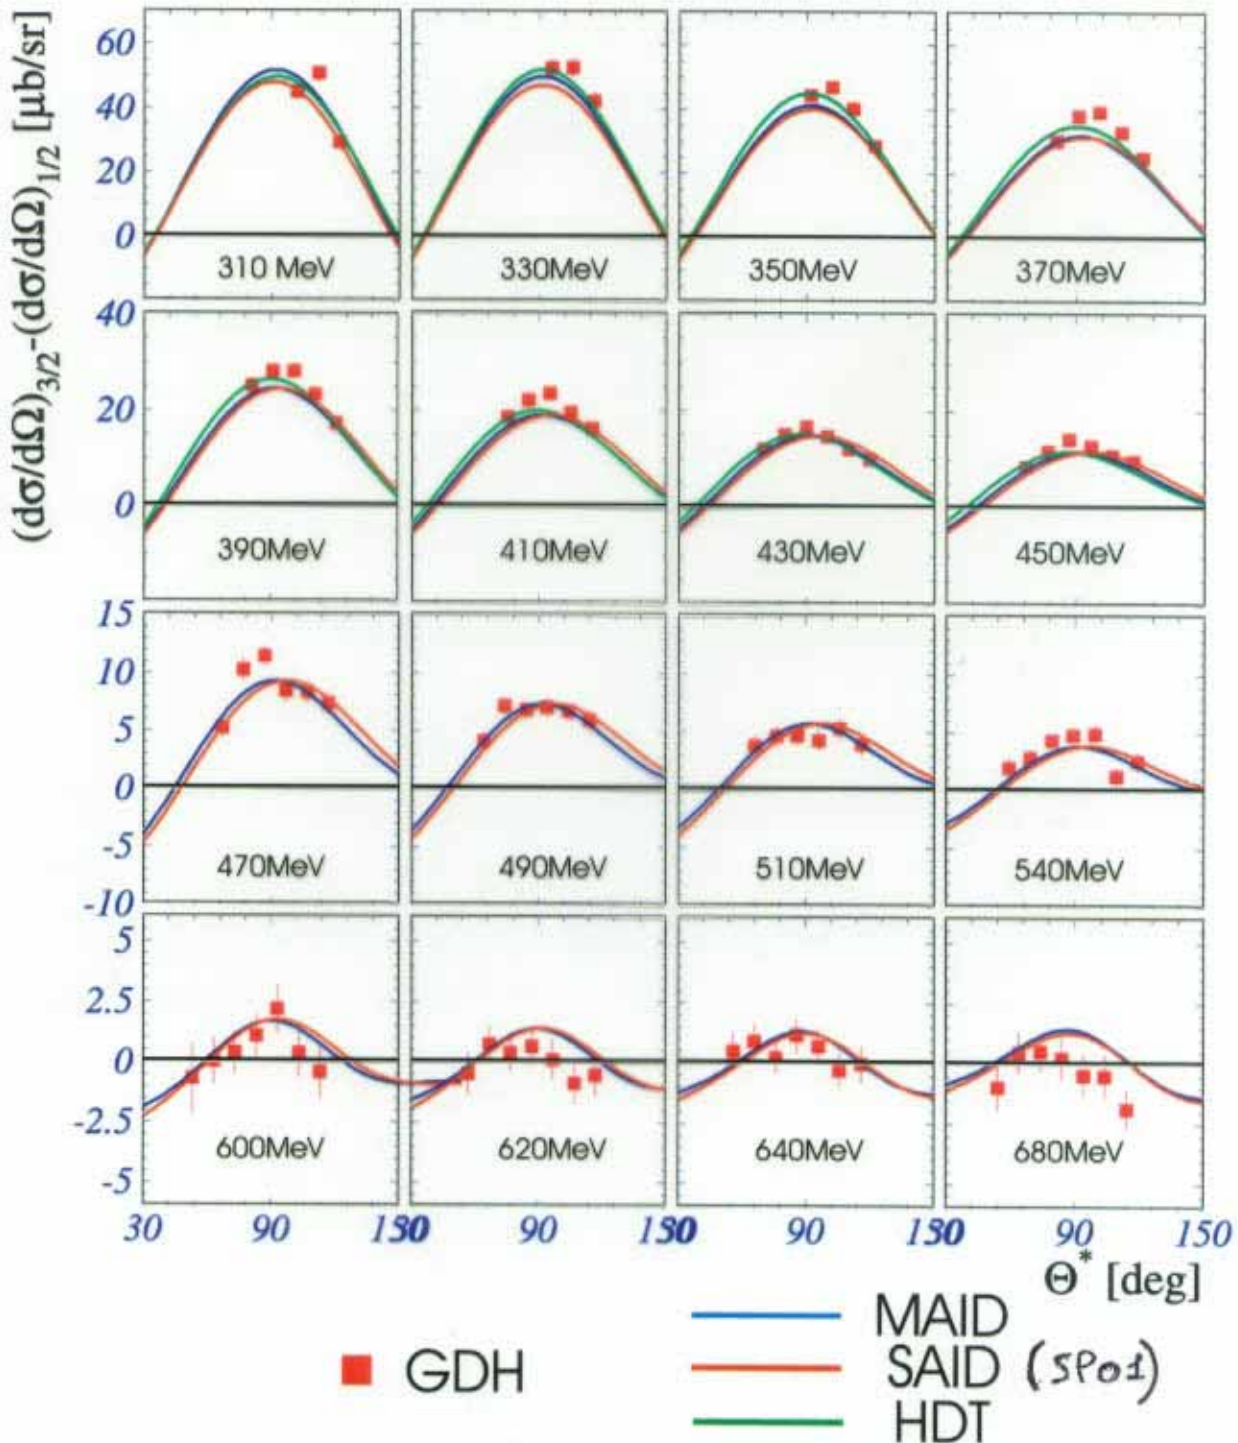 (dσ/dΩ)3/2-(dσ/dΩ)1/2 [μb/sr]
60
40
20
0
310 MeV
330MeV
350MeV
370MeV
40
20
0
390MeV
410MeV
430MeV
450MeV
15
10
5
0
-5
-10
470MeV
490MeV
510MeV
540MeV
5
2.5
0
-2.5
-5
600MeV
620MeV
640MeV
680MeV
30 90 150 30 90 150 30 90 150 30 90 150
Θ* [deg]
GDH
MAID
SAID (SP01)
HDT